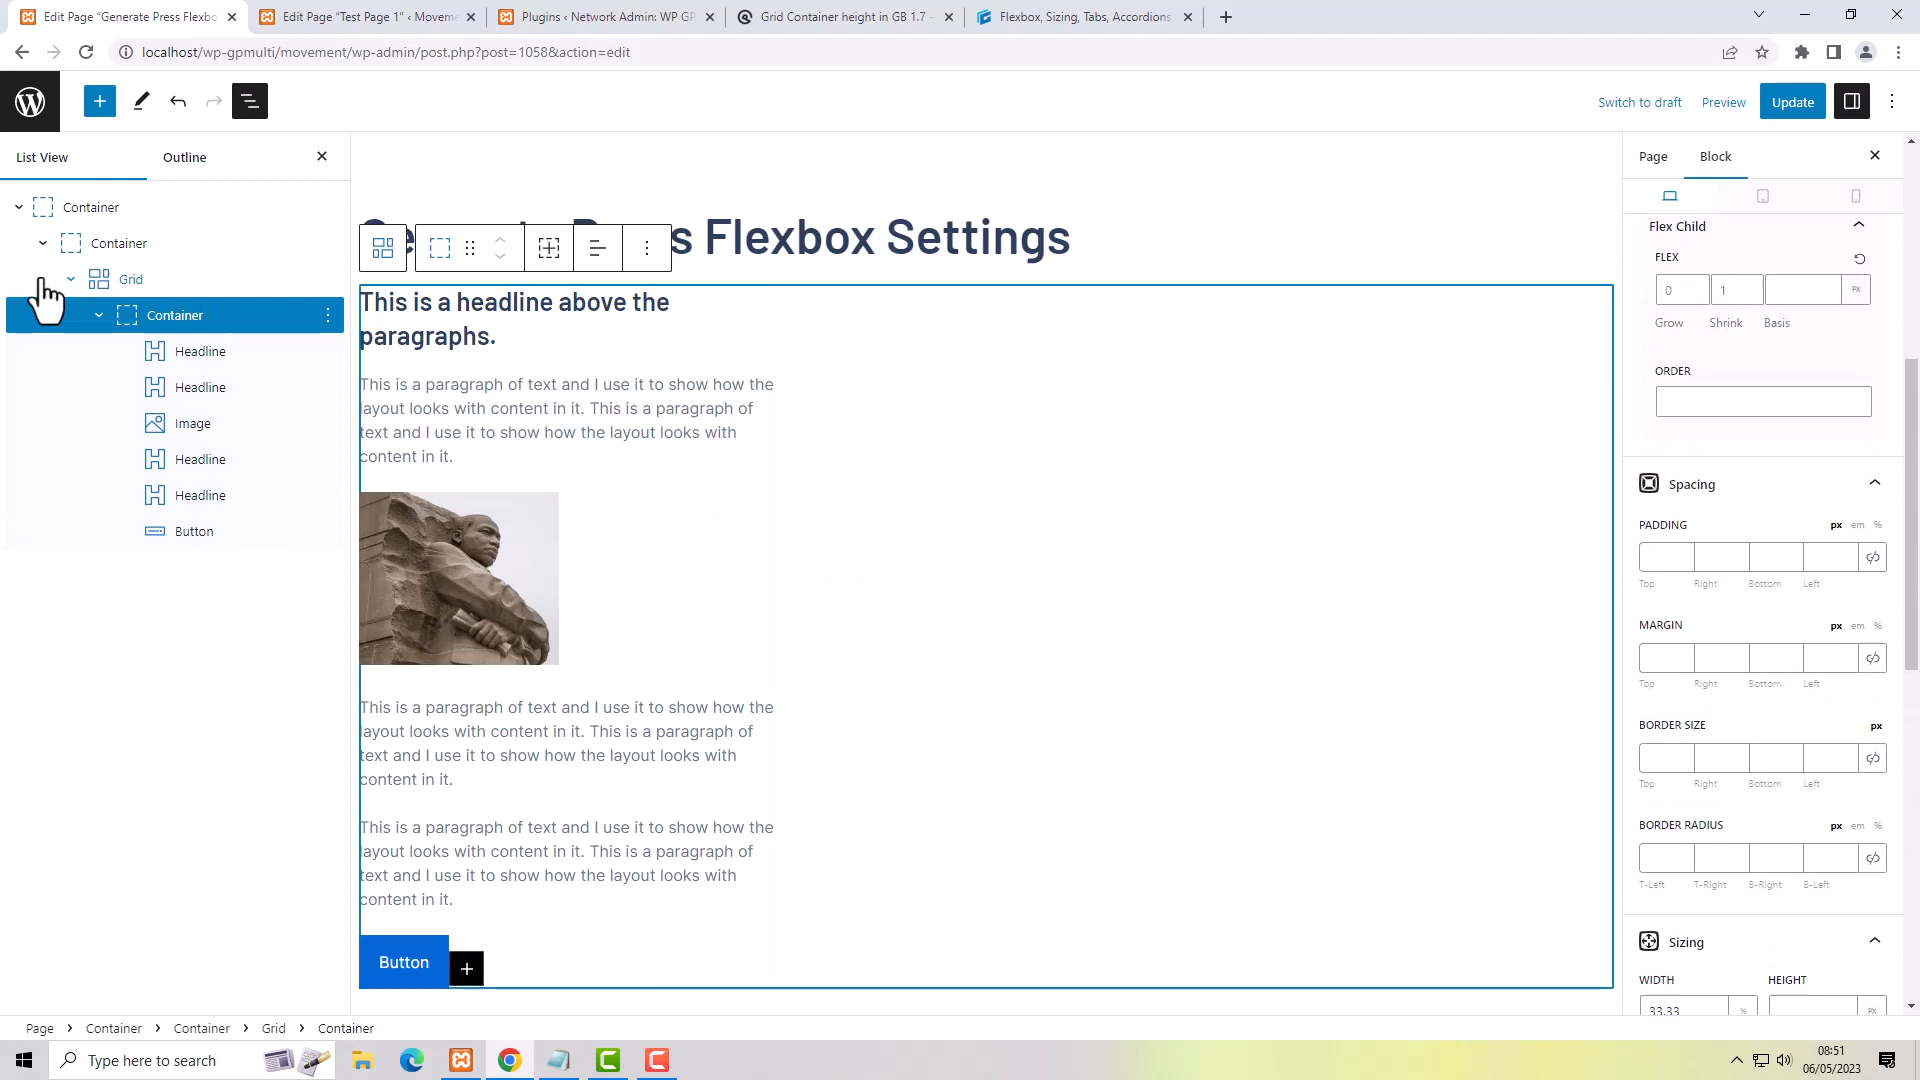 Edit Page "Generate Press Flexbo
Edit Page "Test Page 1" ‹ Moveme
Plugins ‹ Network Admin: WP GP
Grid Container height in GB 1.7 -
Flexbox, Sizing, Tabs, Accordions
localhost/wp-gpmulti/movement/wp-admin/post.php?post=1058&action=edit
Switch to draft
Preview
Update
List View
Outline
Page
Block
Container
Container
Grid
Container
Headline
Headline
Image
Headline
Headline
Button
s Flexbox Settings
This is a headline above the
paragraphs.
This is a paragraph of text and I use it to show how the
layout looks with content in it. This is a paragraph of
text and I use it to show how the layout looks with
content in it.
This is a paragraph of text and I use it to show how the
layout looks with content in it. This is a paragraph of
text and I use it to show how the layout looks with
content in it.
This is a paragraph of text and I use it to show how the
layout looks with content in it. This is a paragraph of
text and I use it to show how the layout looks with
content in it.
Button
Flex Child
FLEX
0
1
PX
Grow
Shrink
Basis
ORDER
Spacing
PADDING
px em %
Top Right Bottom Left
MARGIN
px em %
Top Right Bottom Left
BORDER SIZE
px
Top Right Bottom Left
BORDER RADIUS
px em %
T-Left T-Right B-Right B-Left
Sizing
WIDTH
HEIGHT
33.33
%
PX
Page > Container > Container > Grid > Container
Type here to search
08:51
06/05/2023